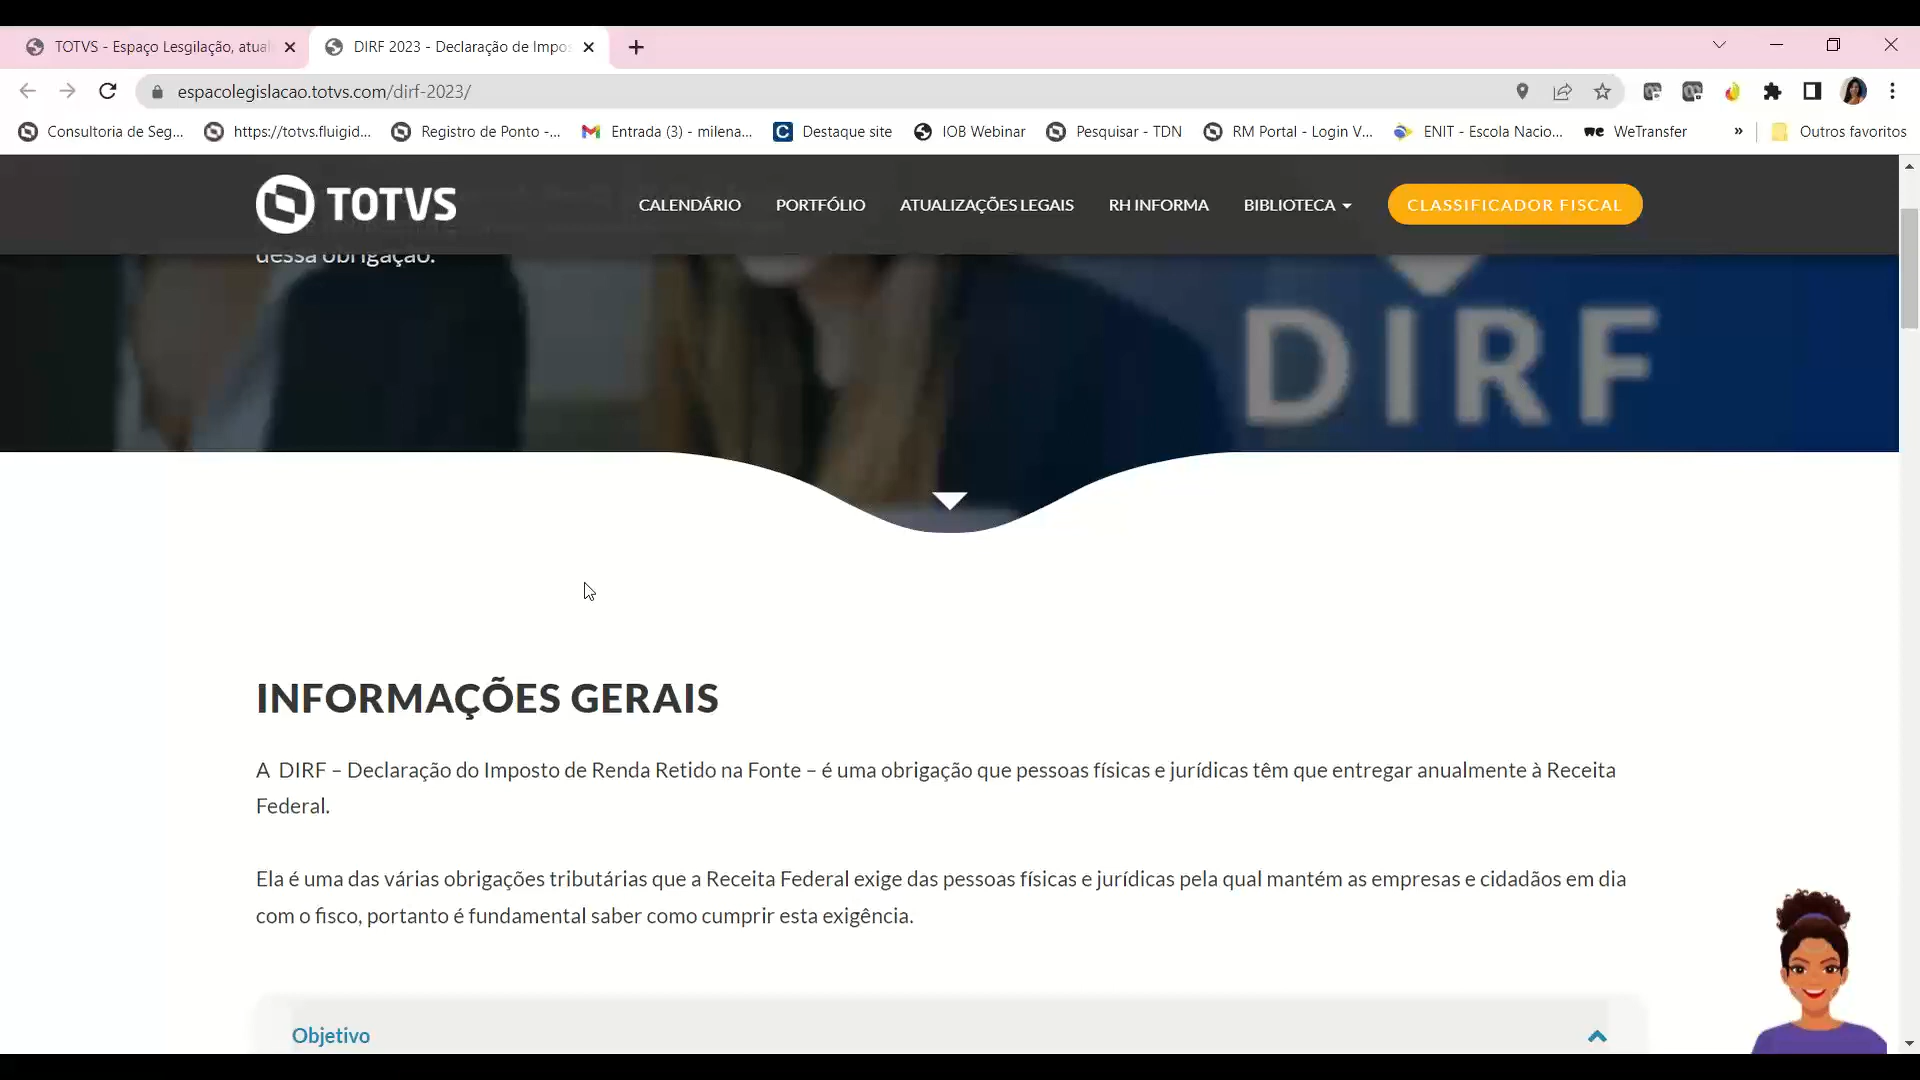 TOTVS - Espaço Lesgilação, atual
DIRF 2023 - Declaração de Impos
espacolegislacao.totvs.com/dirf-2023/
Consultoria de Seg...
https://totvs.fluigid...
Registro de Ponto -...
Entrada (3) - milena...
Destaque site
IOB Webinar
Pesquisar - TDN
RM Portal - Login V...
ENIT - Escola Nacio...
WeTransfer
»
Outros favoritos
TOTVS
CALENDÁRIO
PORTFÓLIO
ATUALIZAÇÕES LEGAIS
RH INFORMA
BIBLIOTECA
CLASSIFICADOR FISCAL
dessa obrigação.
DIRF
INFORMAÇÕES GERAIS
A DIRF – Declaração do Imposto de Renda Retido na Fonte – é uma obrigação que pessoas físicas e jurídicas têm que entregar anualmente à Receita
Federal.
Ela é uma das várias obrigações tributárias que a Receita Federal exige das pessoas físicas e jurídicas pela qual mantém as empresas e cidadãos em dia
com o fisco, portanto é fundamental saber como cumprir esta exigência.
Objetivo